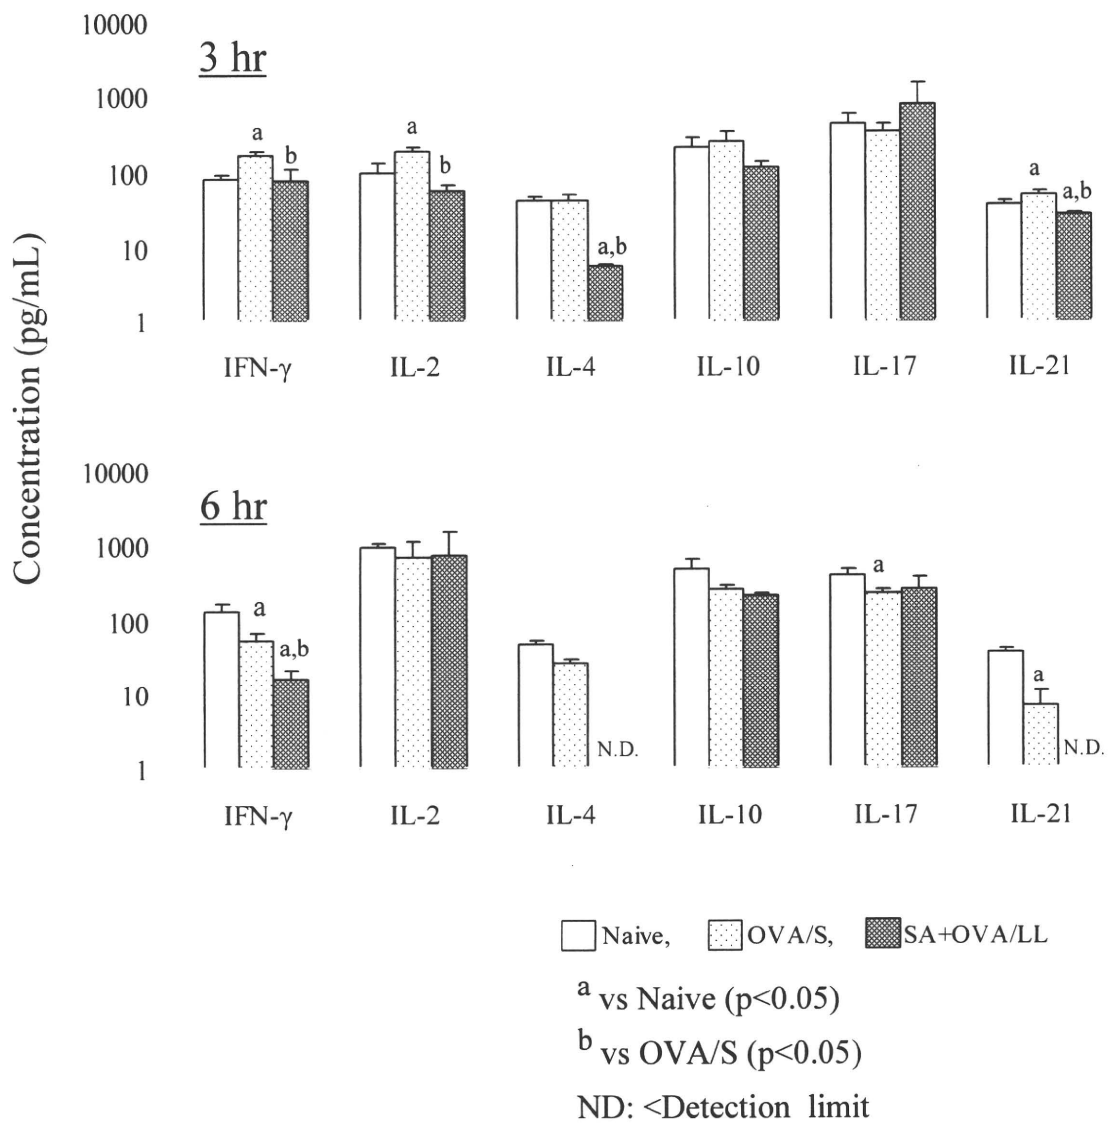 10000
3 hr
1000
100
10
1
a
b
a
b
a,b
a
a,b
IFN-γ IL-2 IL-4 IL-10 IL-17 IL-21
Concentration (pg/mL)
10000
6 hr
1000
100
10
1
a
a,b
N.D.
a
a
N.D.
IFN-γ IL-2 IL-4 IL-10 IL-17 IL-21
Naive, OVA/S, SA+OVA/LL
a vs Naive (p<0.05)
b vs OVA/S (p<0.05)
ND: <Detection limit